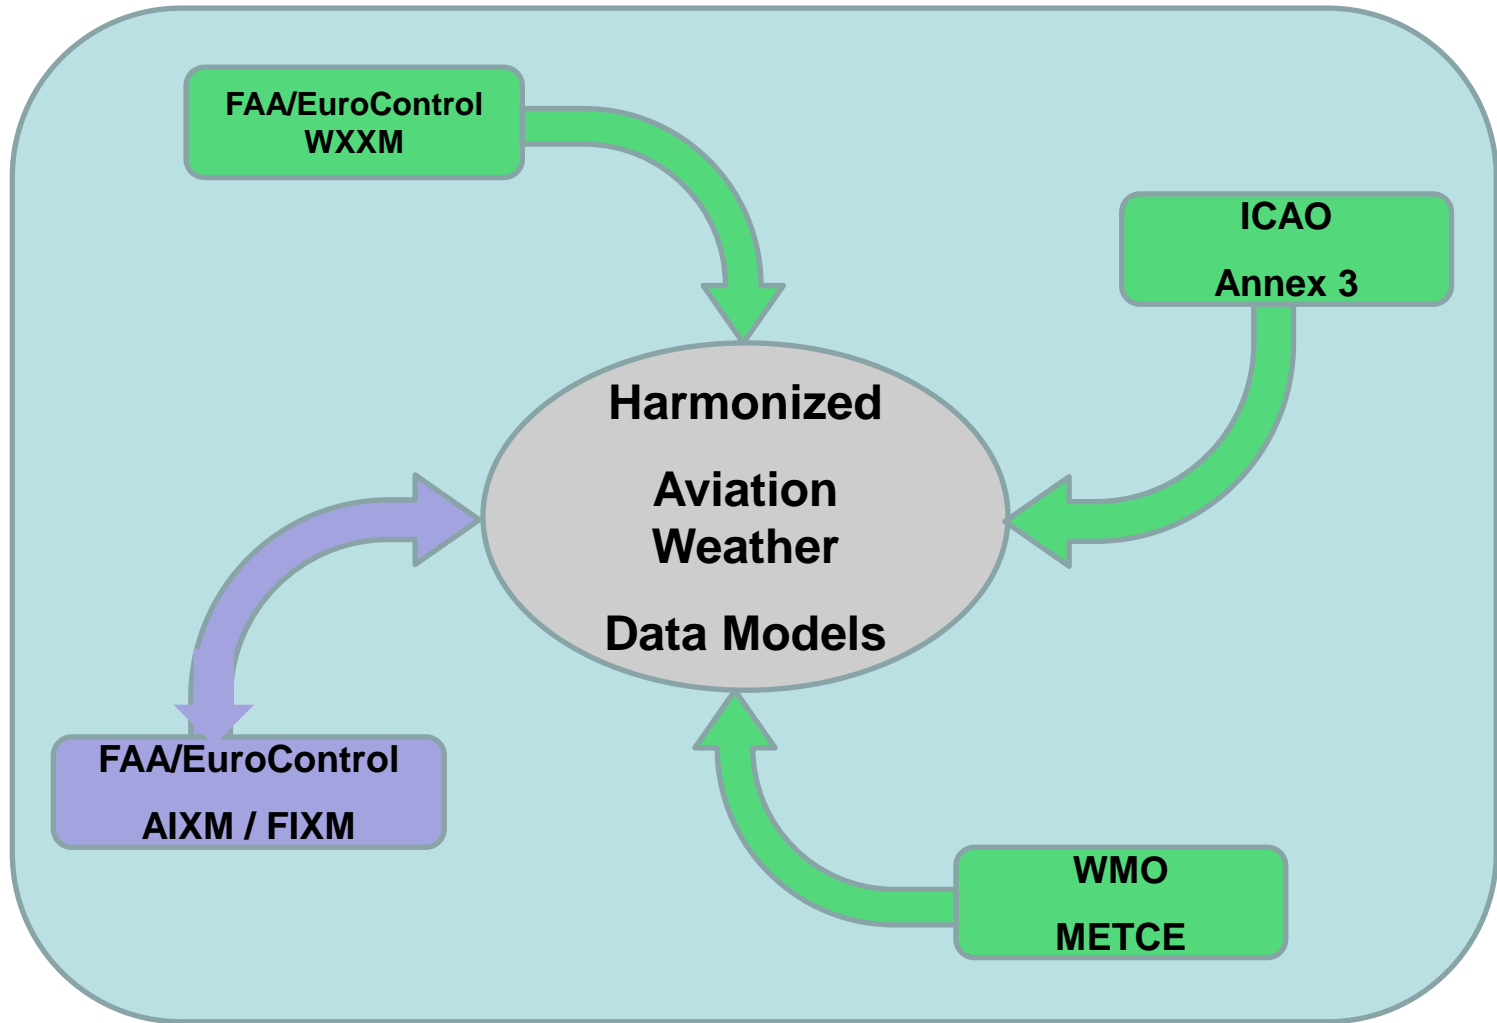 FAA/EuroControl
WXXM
ICAO
Annex 3
Harmonized
Aviation
Weather
Data Models
FAA/EuroControl
AIXM / FIXM
WMO
METCE